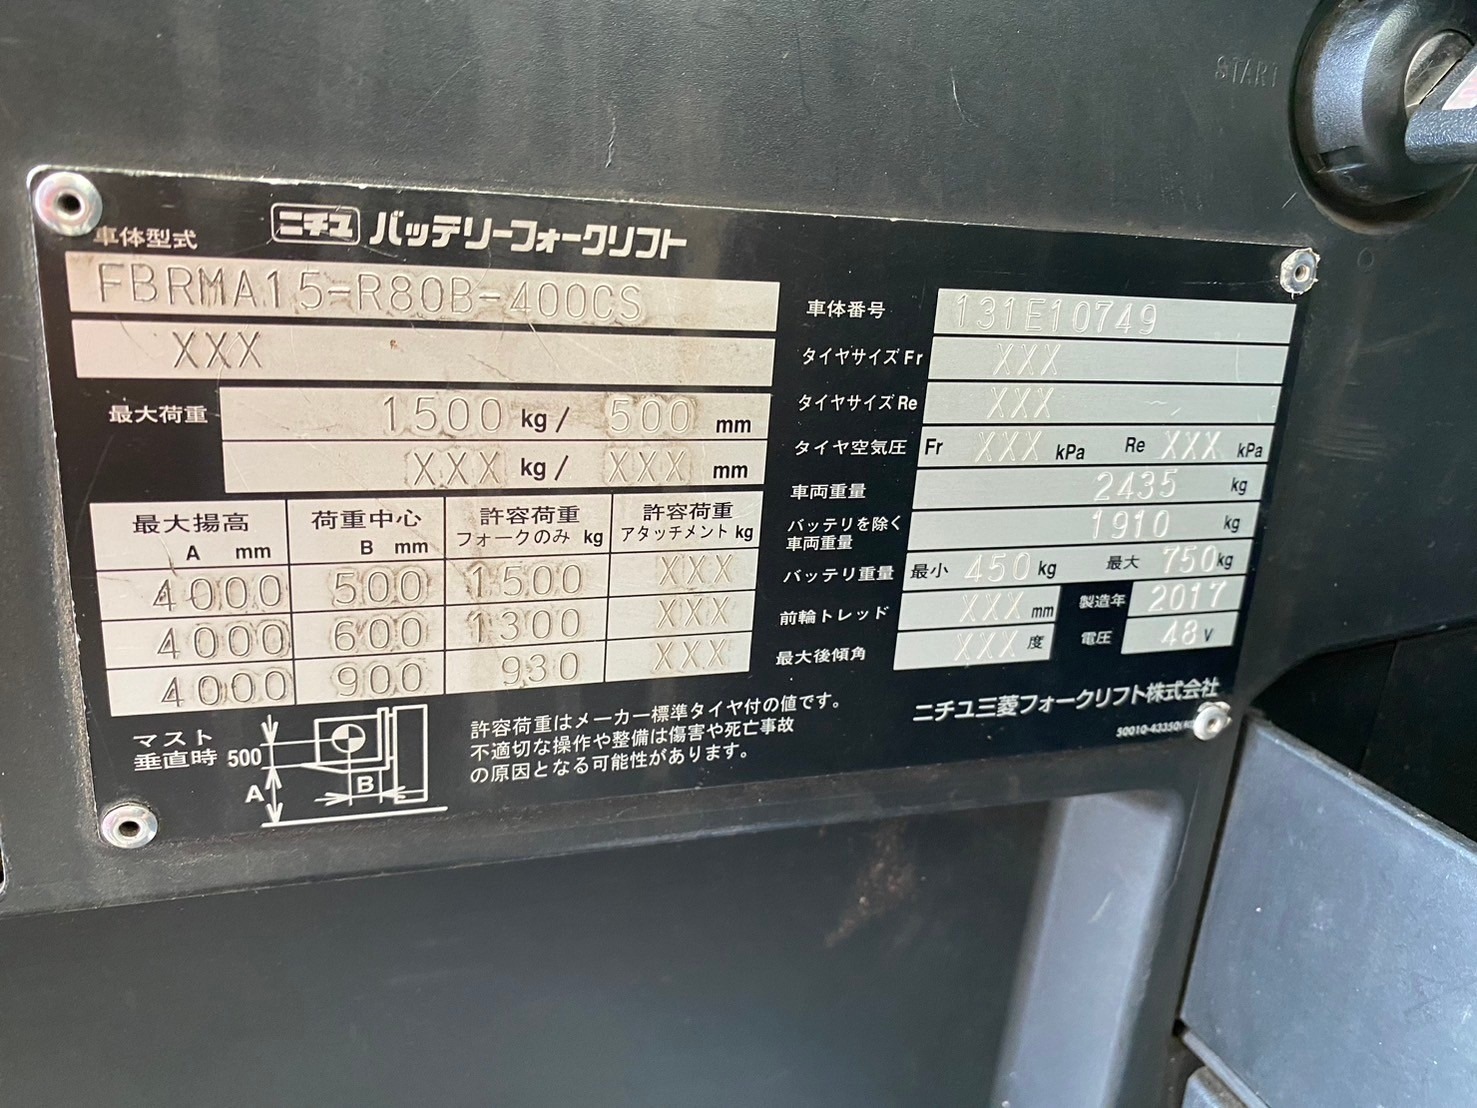 START
ニチユ バッテリーフォークリフト
車体型式
FBRMA15-R80B-400CS
XXX
最大荷重 1500 kg / 500 mm
XXX kg / XXX mm
最大揚高 A mm 荷重中心 B mm 許容荷重 フォークのみ kg 許容荷重 アタッチメント kg
4000 500 1500 XXX
4000 600 1300 XXX
4000 900 930 XXX
マスト
垂直時 500
A B
許容荷重はメーカー標準タイヤ付の値です。
不適切な操作や整備は傷害や死亡事故
の原因となる可能性があります。
車体番号 131E10749
タイヤサイズ Fr XXX
タイヤサイズ Re XXX
タイヤ空気圧 Fr XXX kPa Re XXX kPa
車両重量 2435 kg
バッテリを除く
車両重量 1910 kg
バッテリ重量 最小 450 kg 最大 750 kg
前輪トレッド XXX mm 製造年 2017
最大後傾角 XXX 度 電圧 48 V
ニチユ三菱フォークリフト株式会社
50010-43350